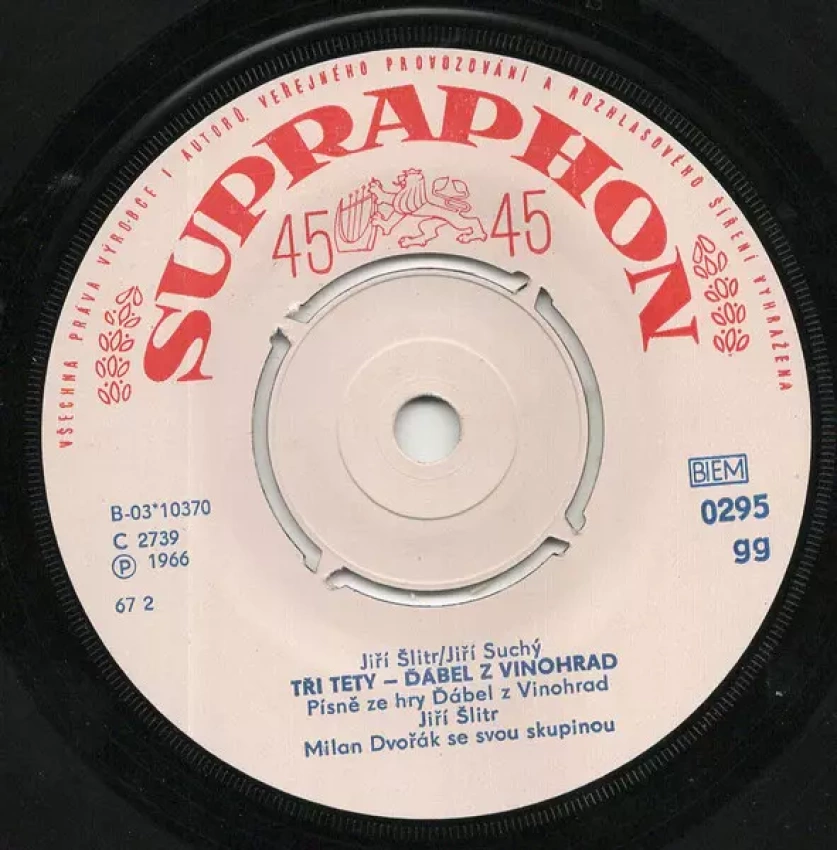 VŠECHNA PRÁVA VÝROBCE I AUTORŮ, VEŘEJNÉHO PROVOZOVÁNÍ A ROZHLASOVÉHO ŠÍŘENÍ VYHRAŽENA
SUPRAPHON
45 45
BIEM
0295
gg
B-03*10370
C 2739
Ⓟ 1966
67 2
Jiří Šlitr/Jiří Suchý
TŘI TETY – ĎÁBEL Z VINOHRAD
Písně ze hry Ďábel z Vinohrad
Jiří Šlitr
Milan Dvořák se svou skupinou